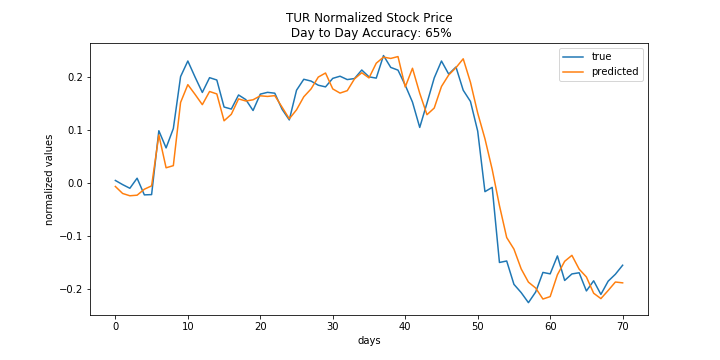 TUR Normalized Stock Price
Day to Day Accuracy: 65%
true
predicted
normalized values
0.2
0.1
0.0
−0.1
−0.2
0 10 20 30 40 50 60 70
days